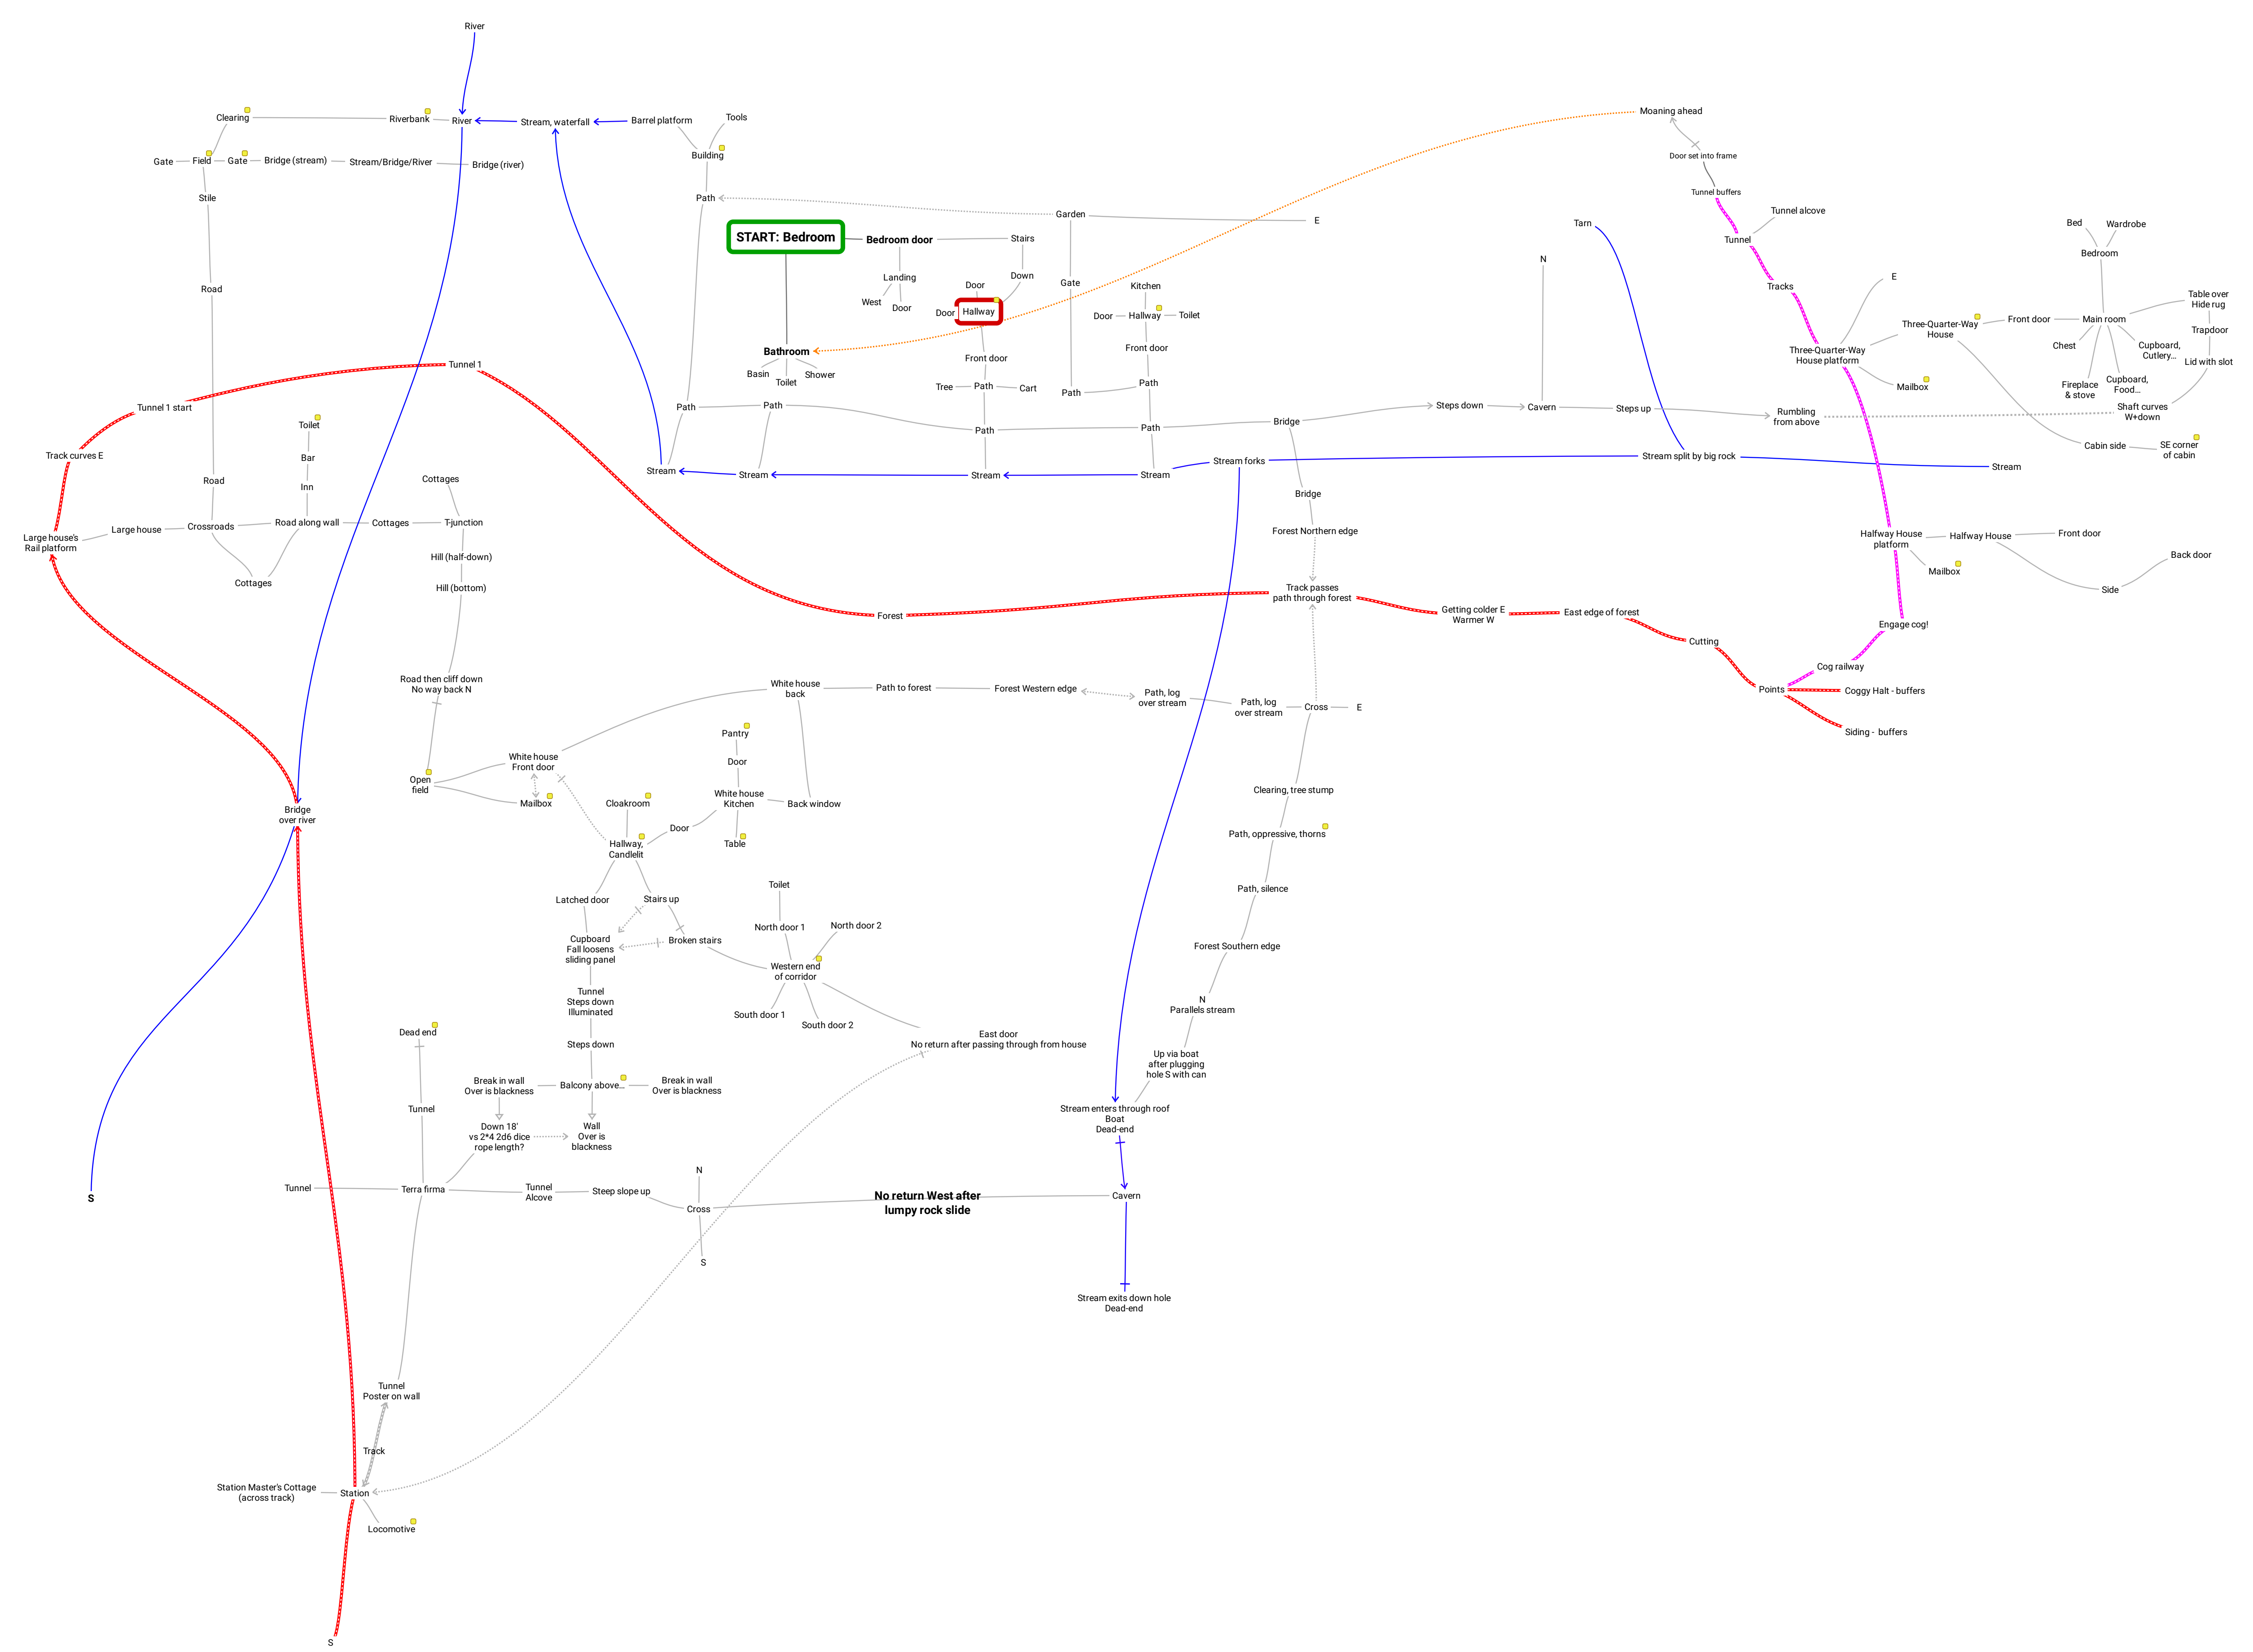 River
Clearing
Riverbank
River
Stream, waterfall
Barrel platform
Tools
Moaning ahead
Building
Door set into frame
Gate
Field
Gate
Bridge (stream)
Stream/Bridge/River
Bridge (river)
Tunnel buffers
Stile
Path
Garden
E
Tunnel alcove
Tarn
Bed
Wardrobe
START: Bedroom
Bedroom door
Stairs
Tunnel
Bedroom
N
Landing
Down
E
Gate
Door
Kitchen
Tracks
Road
West
Door
Table over
Hide rug
Door
Hallway
Door
Hallway
Toilet
Three-Quarter-Way
House
Front door
Main room
Trapdoor
Bathroom
Front door
Front door
Three-Quarter-Way
House platform
Chest
Cupboard,
Cutlery...
Lid with slot
Tunnel 1
Basin
Toilet
Shower
Tree
Path
Cart
Path
Path
Mailbox
Fireplace
& stove
Cupboard,
Food...
Tunnel 1 start
Path
Path
Steps down
Cavern
Steps up
Rumbling
from above
Shaft curves
W+down
Toilet
Path
Path
Bridge
Cabin side
SE corner
of cabin
Track curves E
Bar
Stream forks
Stream split by big rock
Stream
Stream
Stream
Stream
Stream
Road
Inn
Cottages
Bridge
Large house
Crossroads
Road along wall
Cottages
T-junction
Forest Northern edge
Large house's
Rail platform
Halfway House
platform
Halfway House
Front door
Hill (half-down)
Back door
Cottages
Mailbox
Hill (bottom)
Track passes
path through forest
Side
Forest
Getting colder E
Warmer W
East edge of forest
Engage cog!
Cutting
Cog railway
Road then cliff down
No way back N
White house
back
Path to forest
Forest Western edge
Path, log
over stream
Path, log
over stream
Cross
E
Points
Coggy Halt - buffers
Siding - buffers
Pantry
White house
Front door
Door
Open
field
Mailbox
Cloakroom
White house
Kitchen
Back window
Clearing, tree stump
Bridge
over river
Door
Table
Path, oppressive, thorns
Hallway,
Candlelit
Toilet
Path, silence
Latched door
Stairs up
North door 1
North door 2
Cupboard
Fall loosens
sliding panel
Broken stairs
Forest Southern edge
Western end
of corridor
Tunnel
Steps down
Illuminated
South door 1
South door 2
N
Parallels stream
Dead end
Steps down
East door
No return after passing through from house
Up via boat
after plugging
hole S with can
Break in wall
Over is blackness
Balcony above...
Break in wall
Over is blackness
Tunnel
Stream enters through roof
Boat
Dead-end
Down 18'
vs 2*4 2d6 dice
rope length?
Wall
Over is
blackness
N
S
Tunnel
Terra firma
Tunnel
Alcove
Steep slope up
No return West after
lumpy rock slide
Cavern
Cross
S
Stream exits down hole
Dead-end
Tunnel
Poster on wall
Track
Station Master's Cottage
(across track)
Station
Locomotive
S